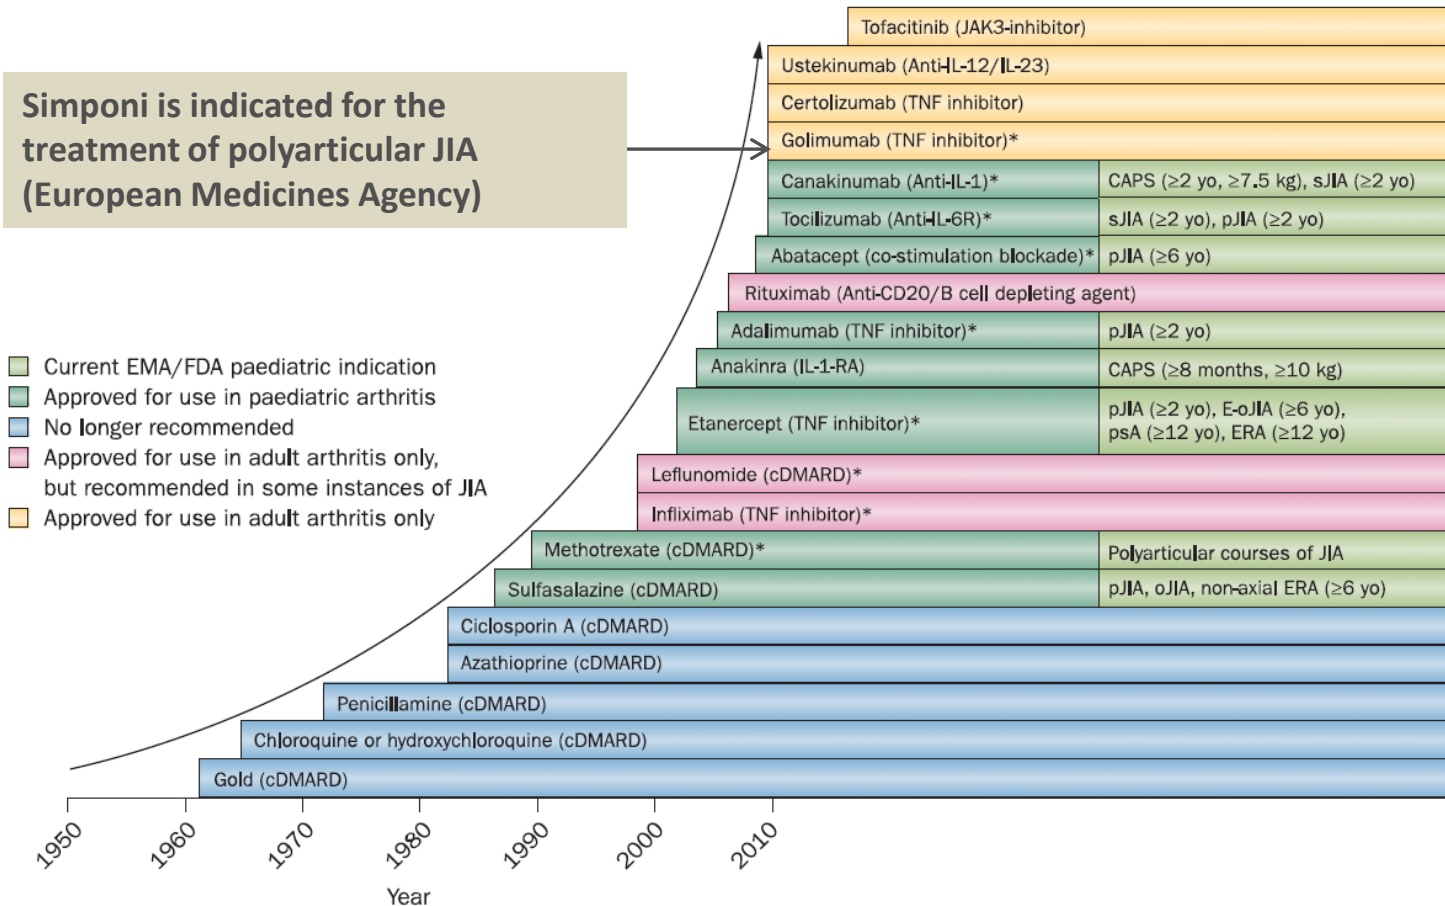 Tofacitinib (JAK3-inhibitor)
Ustekinumab (Anti-IL-12/IL-23)
Simponi is indicated for the
treatment of polyarticular JIA
(European Medicines Agency)
Certolizumab (TNF inhibitor)
Golimumab (TNF inhibitor)*
Canakinumab (Anti-IL-1)* CAPS (≥2 yo, ≥7.5 kg), sJIA (≥2 yo)
Tocilizumab (Anti-IL-6R)* sJIA (≥2 yo), pJIA (≥2 yo)
Abatacept (co-stimulation blockade)* pJIA (≥6 yo)
Rituximab (Anti-CD20/B cell depleting agent)
Adalimumab (TNF inhibitor)* pJIA (≥2 yo)
Anakinra (IL-1-RA) CAPS (≥8 months, ≥10 kg)
Etanercept (TNF inhibitor)*
pJIA (≥2 yo), E-oJIA (≥6 yo),
psA (≥12 yo), ERA (≥12 yo)
Current EMA/FDA paediatric indication
Approved for use in paediatric arthritis
No longer recommended
Approved for use in adult arthritis only,
but recommended in some instances of JIA
Approved for use in adult arthritis only
Leflunomide (cDMARD)*
Infliximab (TNF inhibitor)*
Methotrexate (cDMARD)* Polyarticular courses of JIA
Sulfasalazine (cDMARD) pJIA, oJIA, non-axial ERA (≥6 yo)
Ciclosporin A (cDMARD)
Azathioprine (cDMARD)
Penicillamine (cDMARD)
Chloroquine or hydroxychloroquine (cDMARD)
Gold (cDMARD)
1950 1960 1970 1980 1990 2000 2010
Year